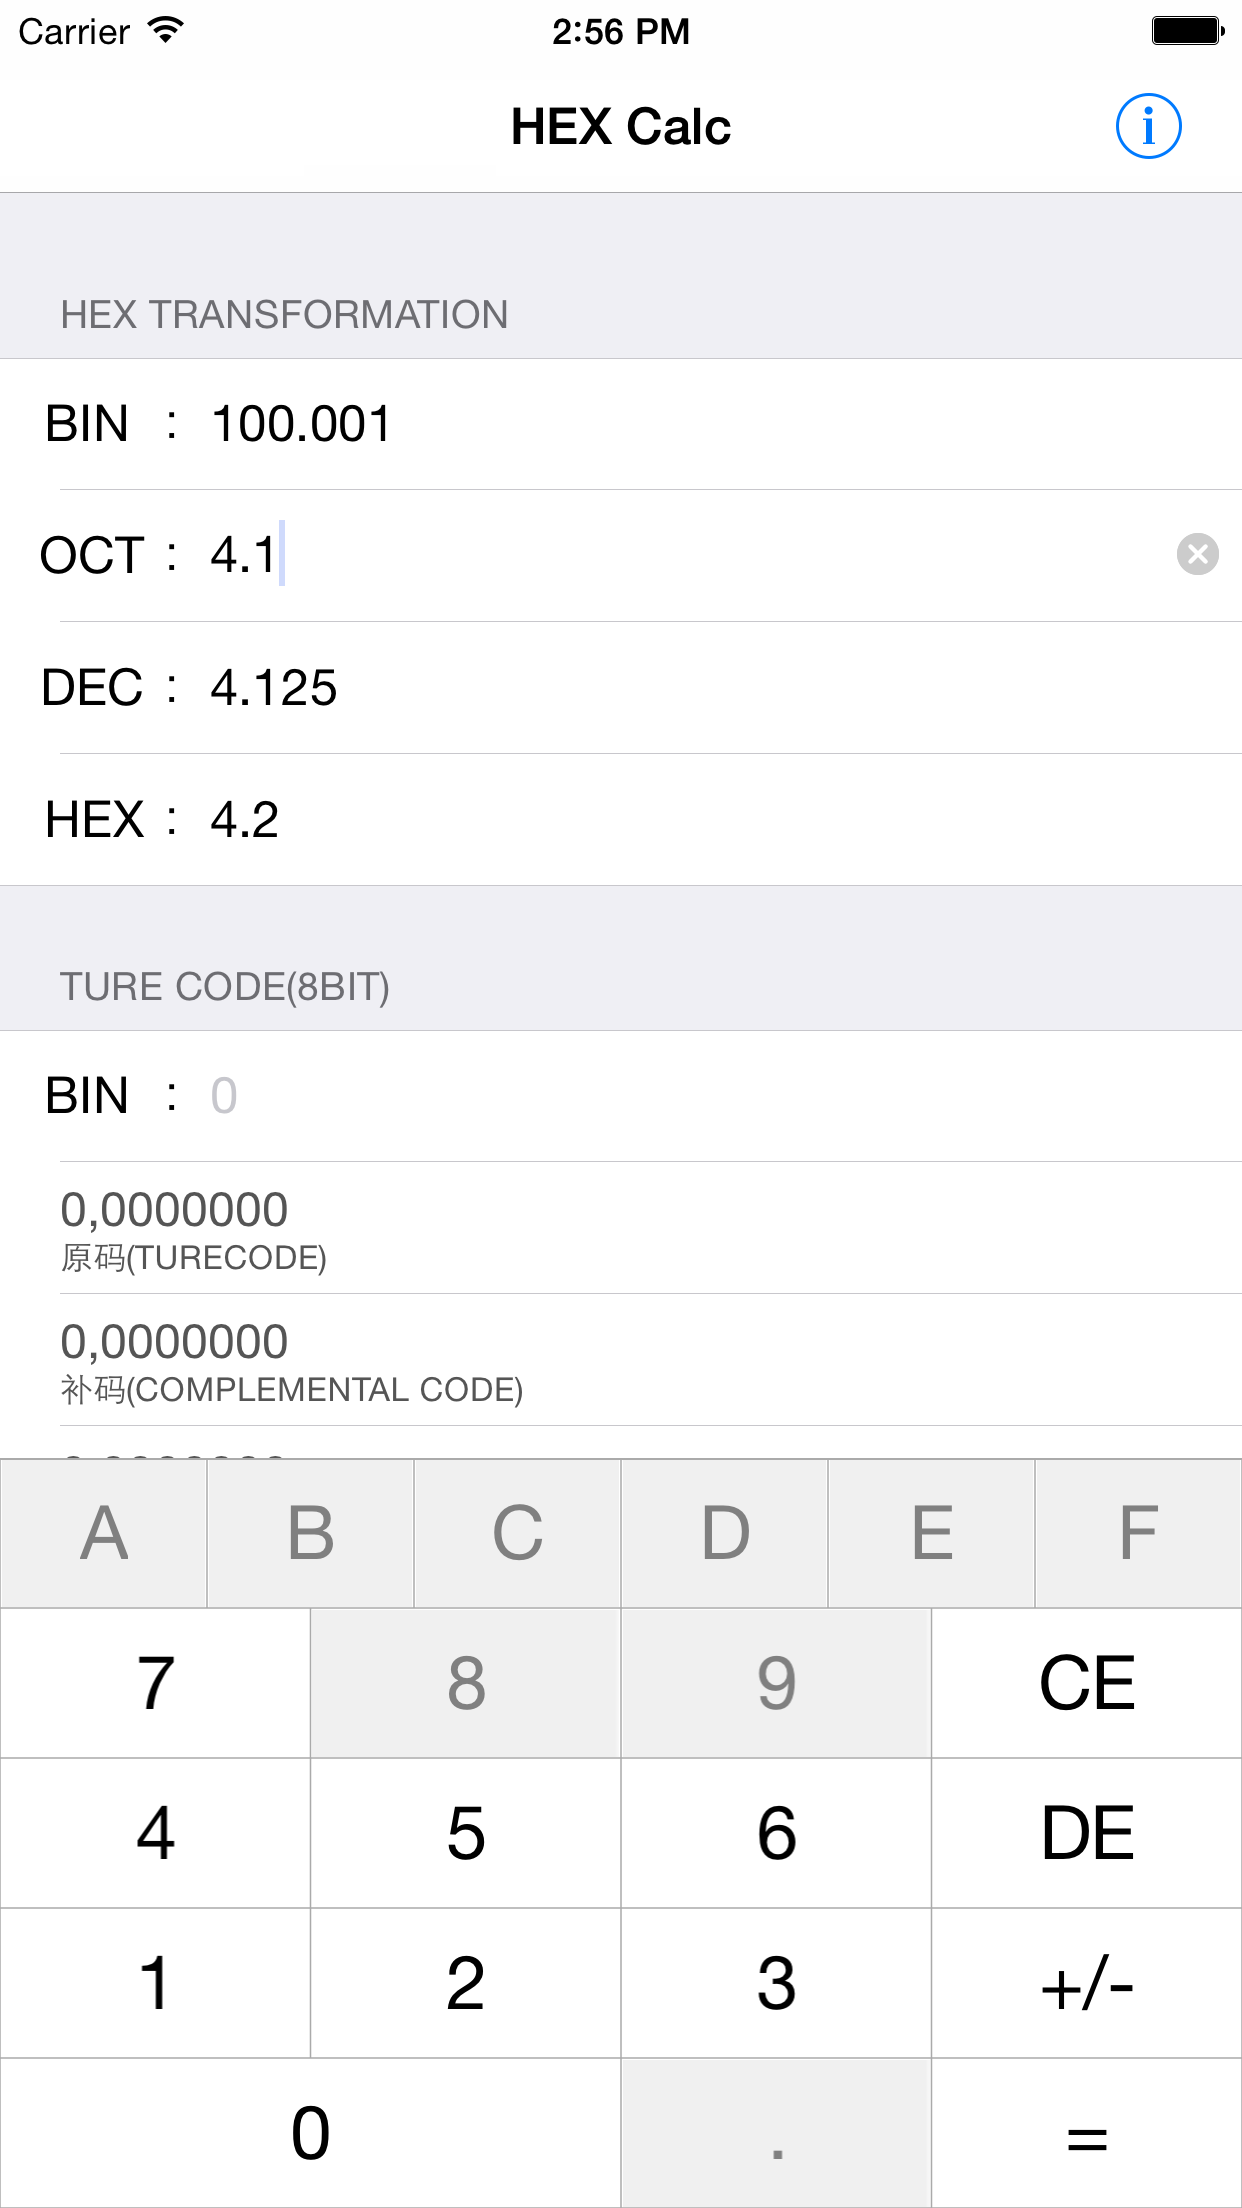 Carrier 2:56 PM
HEX Calc
HEX TRANSFORMATION
BIN : 100.001
OCT : 4.1
DEC : 4.125
HEX : 4.2
TURE CODE(8BIT)
BIN : 0
0,0000000
原码(TURECODE)
0,0000000
补码(COMPLEMENTAL CODE)
A B C D E F
7 8 9 CE
4 5 6 DE
1 2 3 +/-
0 . =